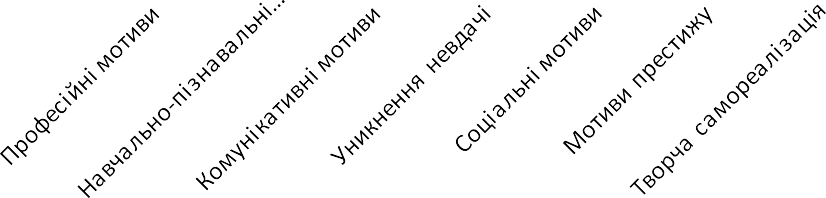 Професійні мотиви
Навчально-пізнавальні...
Комунікативні мотиви
Уникнення невдачі
Соціальні мотиви
Мотиви престижу
Творча самореалізація